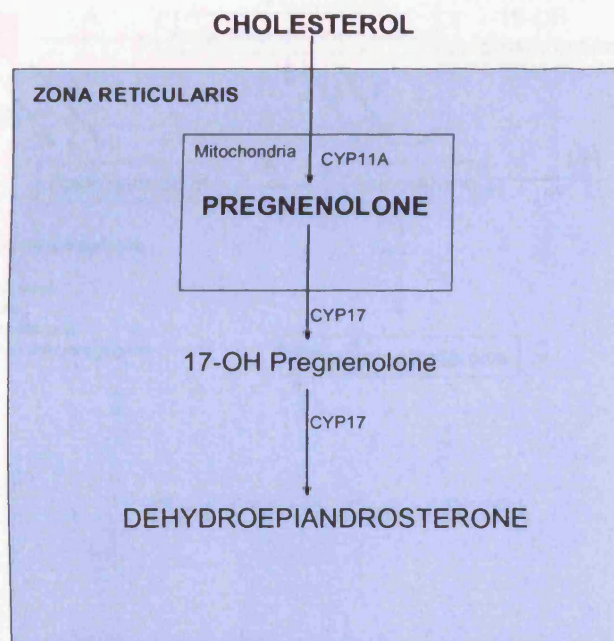 CHOLESTEROL
ZONA RETICULARIS
Mitochondria
CYP11A
PREGNENOLONE
CYP17
17-OH Pregnenolone
CYP17
DEHYDROEPIANDROSTERONE